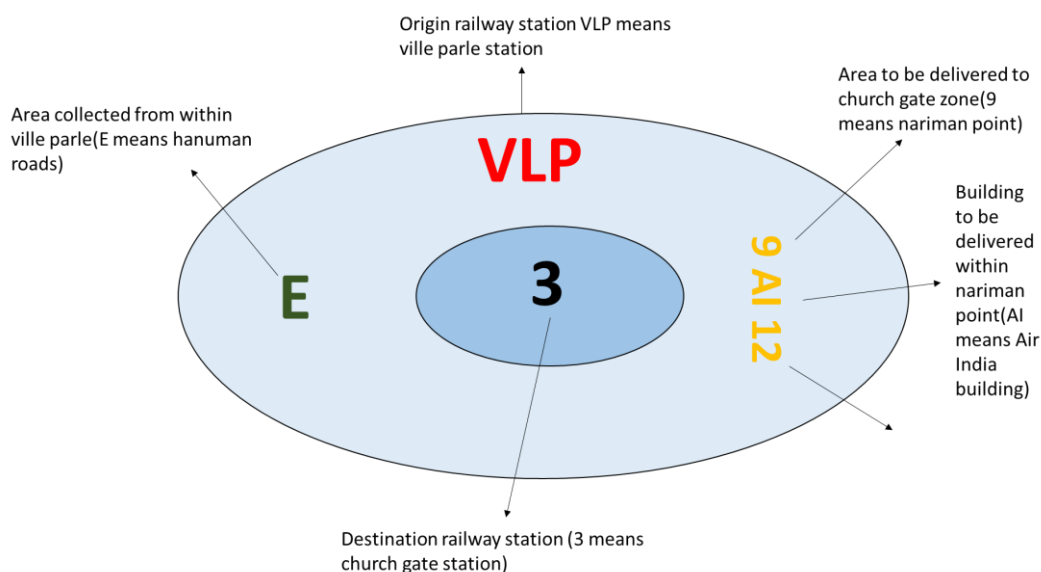 Origin railway station VLP means
ville parle station
Area collected from within
ville parle(E means hanuman
roads)
Area to be delivered to
church gate zone(9
means nariman point)
VLP
Building
to be
delivered
within
nariman
point(AI
means Air
India
building)
E
3
9 AI 12
Destination railway station (3 means
church gate station)